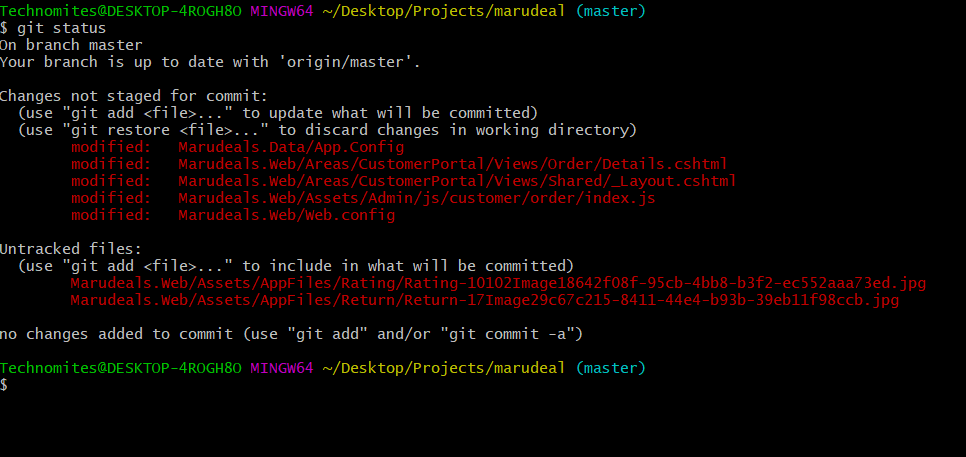 Technomites@DESKTOP-4ROGH8O MINGW64 ~/Desktop/Projects/marudeal (master)
$ git status
On branch master
Your branch is up to date with 'origin/master'.

Changes not staged for commit:
  (use "git add <file>..." to update what will be committed)
  (use "git restore <file>..." to discard changes in working directory)
        modified:   Marudeals.Data/App.Config
        modified:   Marudeals.Web/Areas/CustomerPortal/Views/Order/Details.cshtml
        modified:   Marudeals.Web/Areas/CustomerPortal/Views/Shared/_Layout.cshtml
        modified:   Marudeals.Web/Assets/Admin/js/customer/order/index.js
        modified:   Marudeals.Web/Web.config

Untracked files:
  (use "git add <file>..." to include in what will be committed)
        Marudeals.Web/Assets/AppFiles/Rating/Rating-10102Image18642f08f-95cb-4bb8-b3f2-ec552aaa73ed.jpg
        Marudeals.Web/Assets/AppFiles/Return/Return-17Image29c67c215-8411-44e4-b93b-39eb11f98ccb.jpg

no changes added to commit (use "git add" and/or "git commit -a")

Technomites@DESKTOP-4ROGH8O MINGW64 ~/Desktop/Projects/marudeal (master)
$